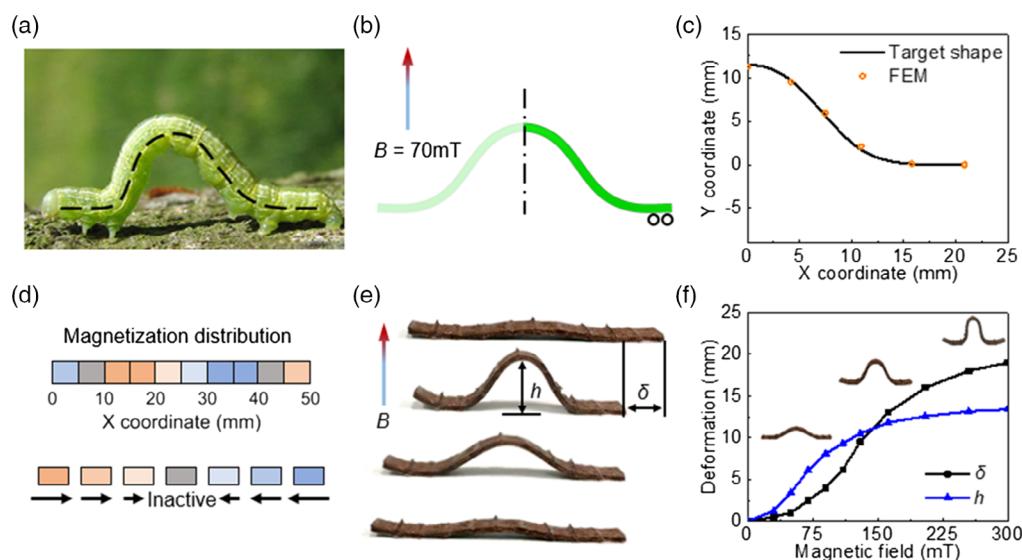 (a)
(b)
B = 70mT
(c)
15
10
5
0
-5
0 5 10 15 20 25
Y coordinate (mm)
X coordinate (mm)
Target shape
FEM
(d)
Magnetization distribution
0 10 20 30 40 50
X coordinate (mm)
Inactive
(e)
B
h
δ
(f)
25
20
15
10
5
0
0 75 150 225 300
Deformation (mm)
Magnetic field (mT)
δ
h